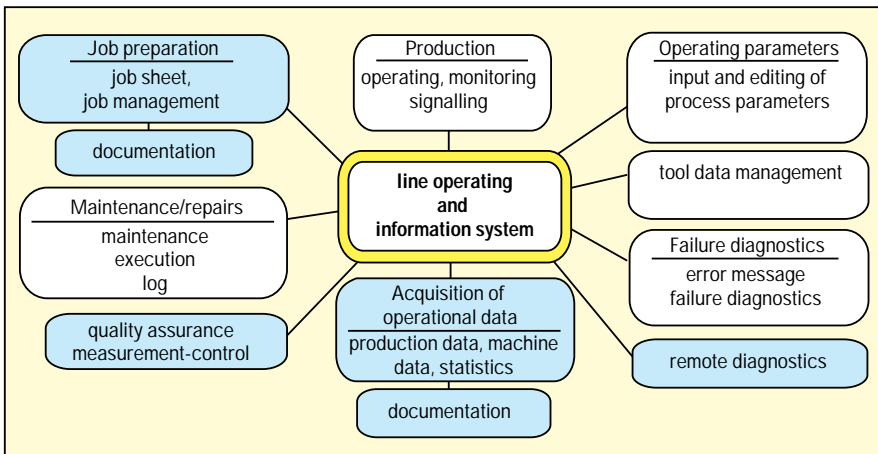 Job preparation
job sheet,
job management
documentation
Production
operating, monitoring
signalling
Operating parameters
input and editing of
process parameters
tool data management
line operating
and
information system
Maintenance/repairs
maintenance
execution
log
Failure diagnostics
error message
failure diagnostics
quality assurance
measurement-control
Acquisition of
operational data
production data, machine
data, statistics
documentation
remote diagnostics